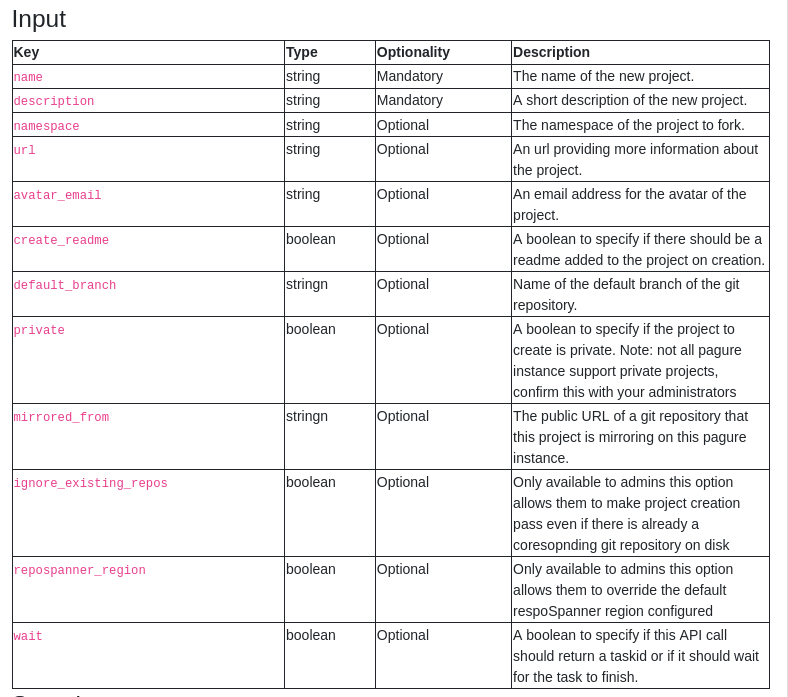 Input
Key Type Optionality Description
name string Mandatory The name of the new project.
description string Mandatory A short description of the new project.
namespace string Optional The namespace of the project to fork.
url string Optional An url providing more information about
the project.
avatar_email string Optional An email address for the avatar of the
project.
create_readme boolean Optional A boolean to specify if there should be a
readme added to the project on creation.
default_branch stringn Optional Name of the default branch of the git
repository.
private boolean Optional A boolean to specify if the project to
create is private. Note: not all pagure
instance support private projects,
confirm this with your administrators
mirrored_from stringn Optional The public URL of a git repository that
this project is mirroring on this pagure
instance.
ignore_existing_repos boolean Optional Only available to admins this option
allows them to make project creation
pass even if there is already a
coresopnding git repository on disk
repospanner_region boolean Optional Only available to admins this option
allows them to override the default
respoSpanner region configured
wait boolean Optional A boolean to specify if this API call
should return a taskid or if it should wait
for the task to finish.